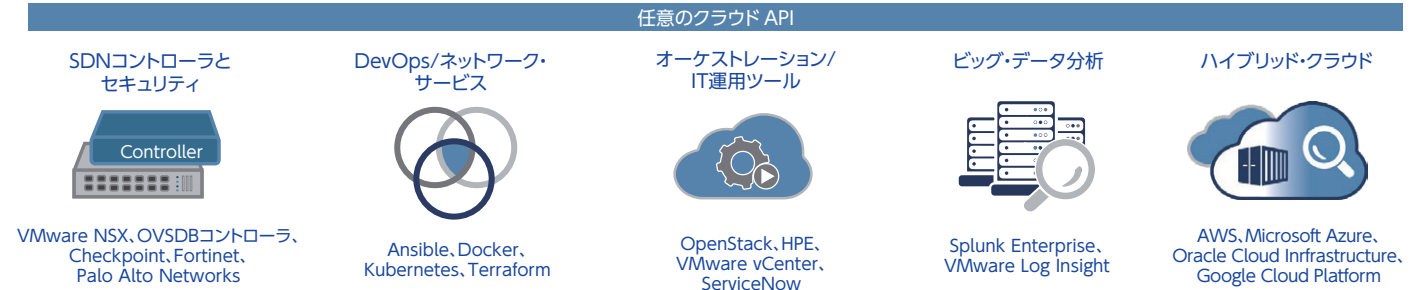 任意のクラウド API
SDNコントローラと
セキュリティ
Controller
VMware NSX、OVSDBコントローラ、
Checkpoint、Fortinet、
Palo Alto Networks
DevOps/ネットワーク・
サービス
Ansible、Docker、
Kubernetes、Terraform
オーケストレーション/
IT運用ツール
OpenStack、HPE、
VMware vCenter、
ServiceNow
ビッグ・データ分析
Splunk Enterprise、
VMware Log Insight
ハイブリッド・クラウド
AWS、Microsoft Azure、
Oracle Cloud Inrfrastructure、
Google Cloud Platform